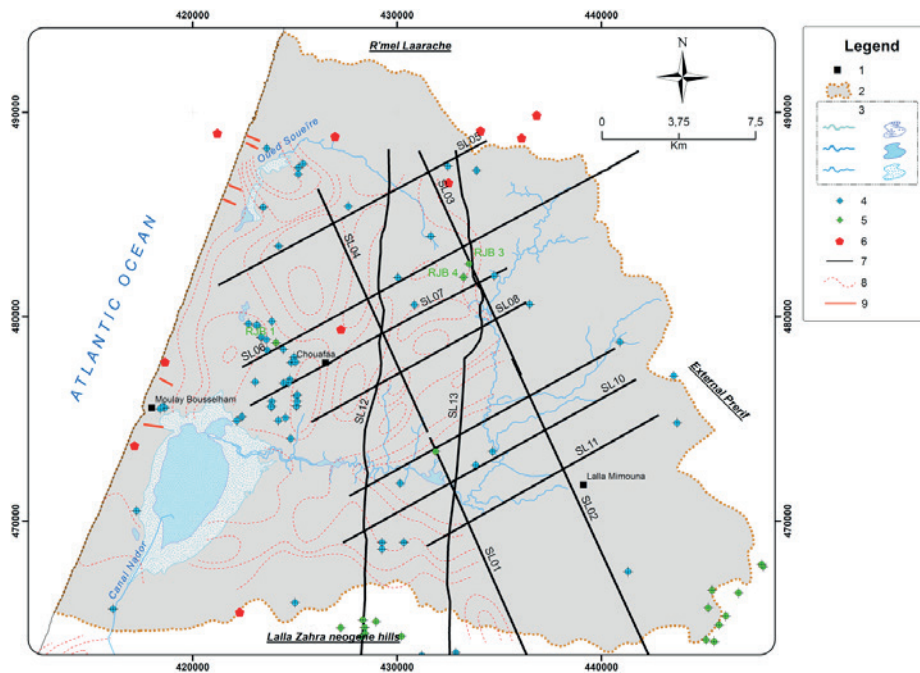 420000
430000
440000
R'mel Laarache
N
0 3,75 7,5
Km
490000
490000
Oued Soueire
SL05
SL03
SL04
ATLANTIC OCEAN
RJB 3
RJB 4
SL07
SL08
480000
480000
RJB 1
SL06
Chouafaa
External Prerif
Moulay Bousselham
SL12
SL13
SL10
SL11
Lalla Mimouna
SL02
470000
470000
Canal Nador
SL01
Lalla Zahra neogene hills
420000
430000
440000
Legend
1
2
3
4
5
6
7
8
9